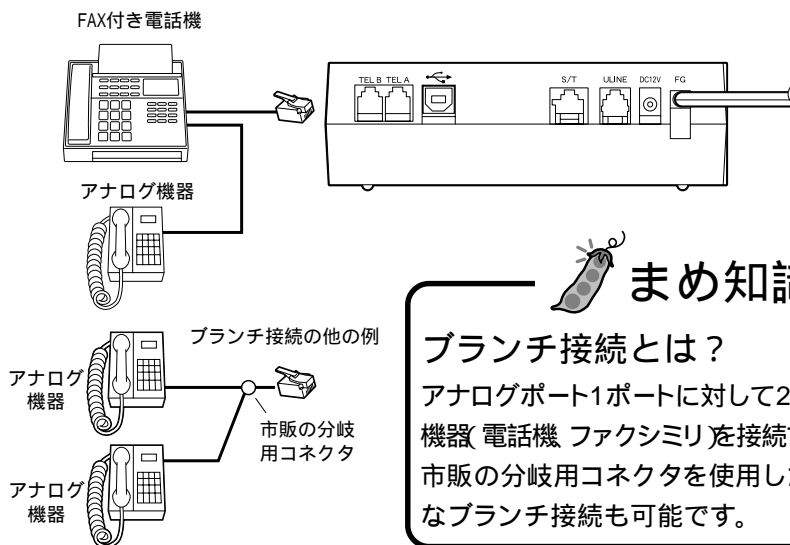 FAX付き電話機
TEL B TEL A
S/T ULINE DC12V FG
アナログ機器
ブランチ接続の他の例
アナログ
機器
市販の分岐
用コネクタ
アナログ
機器
まめ知
ブランチ接続とは?
アナログポート1ポートに対して2
機器(電話機、ファクシミリ)を接続
市販の分岐用コネクタを使用し
なブランチ接続も可能です。